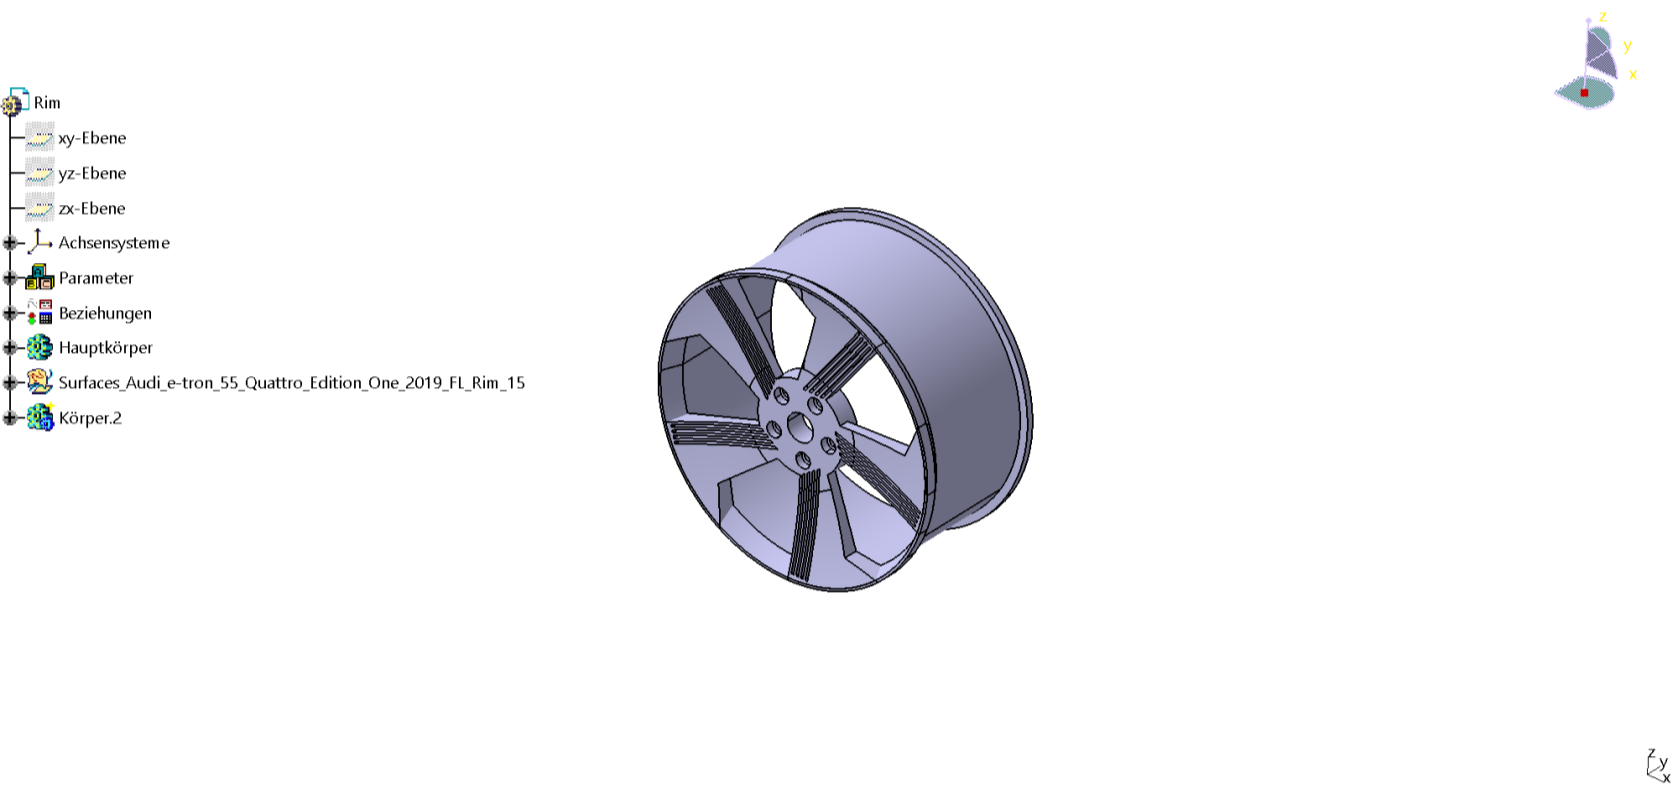 z
y
x
Rim
xy-Ebene
yz-Ebene
zx-Ebene
Achsensysteme
Parameter
Beziehungen
Hauptkörper
Surfaces_Audi_e-tron_55_Quattro_Edition_One_2019_FL_Rim_15
Körper.2
z
y
x